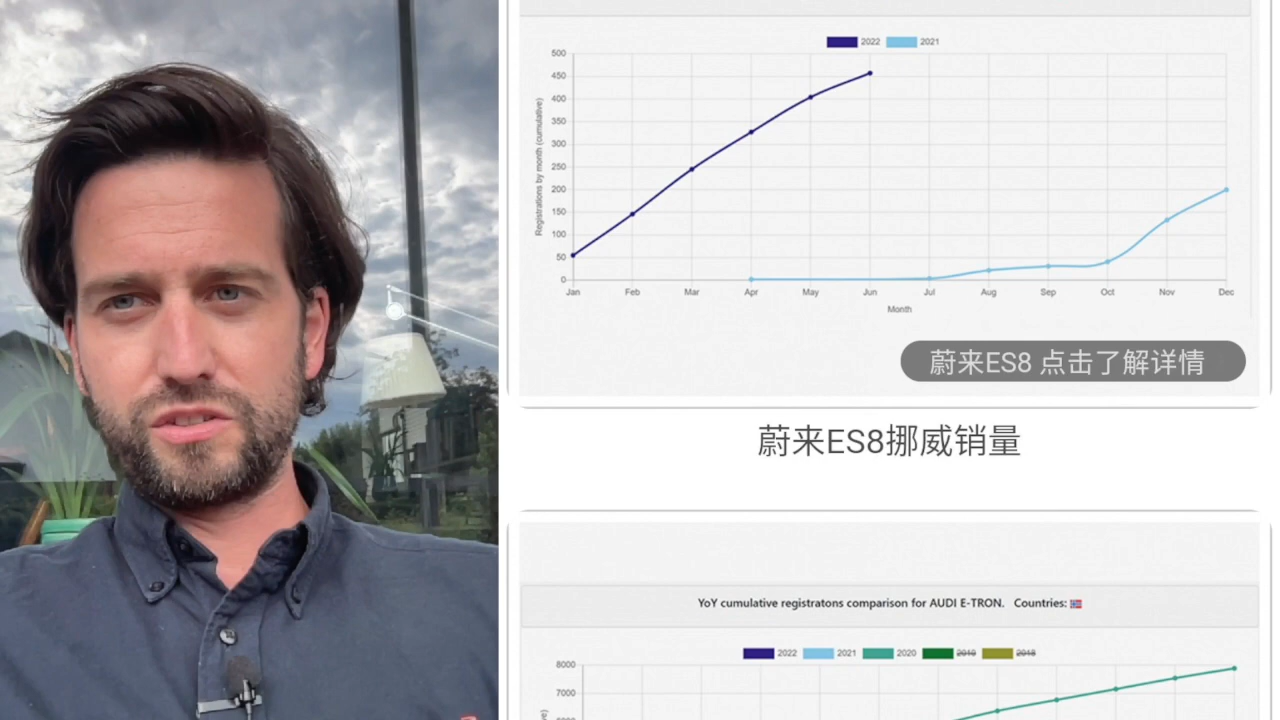 2022 2021
500
450
400
350
300
250
200
150
100
50
0
Registrations by month (cumulative)
Jan Feb Mar Apr May Jun Jul Aug Sep Oct Nov Dec
Month
蔚来ES8 点击了解详情
蔚来ES8挪威销量
YoY cumulative registratons comparison for AUDI E-TRON. Countries:
2022 2021 2020 2019 2018
8000
7000